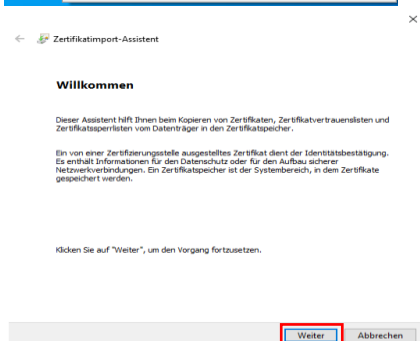 Zertifikatimport-Assistent
Willkommen
Dieser Assistent hilft Ihnen beim Kopieren von Zertifikaten, Zertifikatvertrauenslisten und
Zertifikatssperrlisten vom Datenträger in den Zertifikatspeicher.
Ein von einer Zertifizierungsstelle ausgestelltes Zertifikat dient der Identitätsbestätigung.
Es enthält Informationen für den Datenschutz oder für den Aufbau sicherer
Netzwerkverbindungen. Ein Zertifikatspeicher ist der Systembereich, in dem Zertifikate
gespeichert werden.
Klicken Sie auf "Weiter", um den Vorgang fortzusetzen.
Weiter Abbrechen